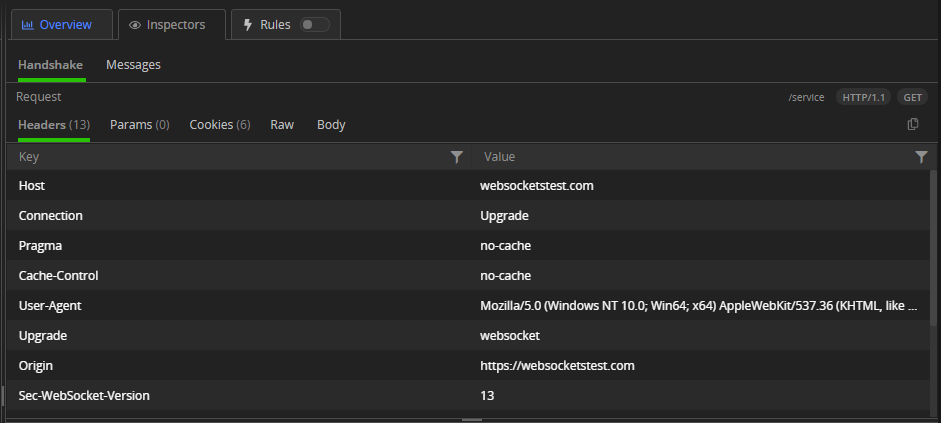 Overview Inspectors Rules
Handshake Messages
Request /service HTTP/1.1 GET
Headers (13) Params (0) Cookies (6) Raw Body
Key Value
Host websocketstest.com
Connection Upgrade
Pragma no-cache
Cache-Control no-cache
User-Agent Mozilla/5.0 (Windows NT 10.0; Win64; x64) AppleWebKit/537.36 (KHTML, like ...
Upgrade websocket
Origin https://websocketstest.com
Sec-WebSocket-Version 13